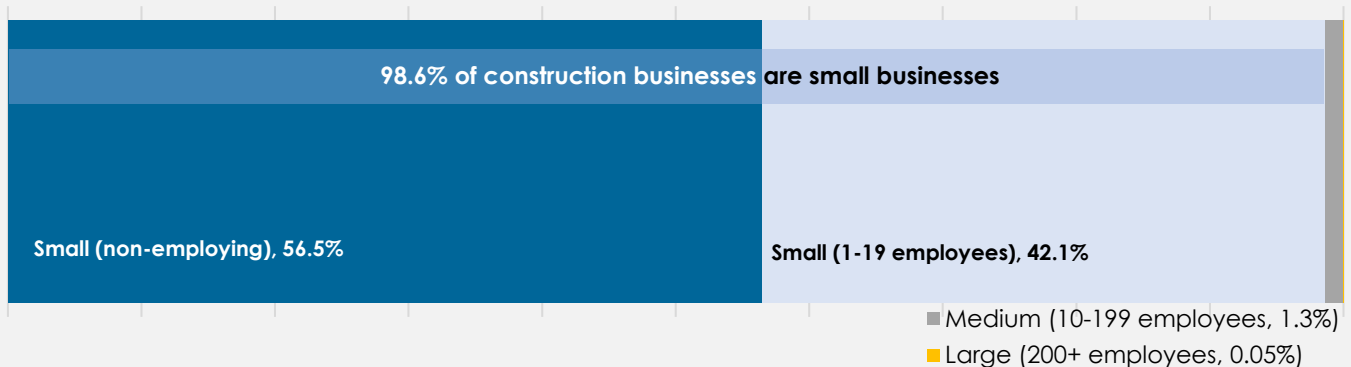 98.6% of construction businesses are small businesses
Small (non-employing), 56.5%
Small (1-19 employees), 42.1%
Medium (10-199 employees, 1.3%)
Large (200+ employees, 0.05%)